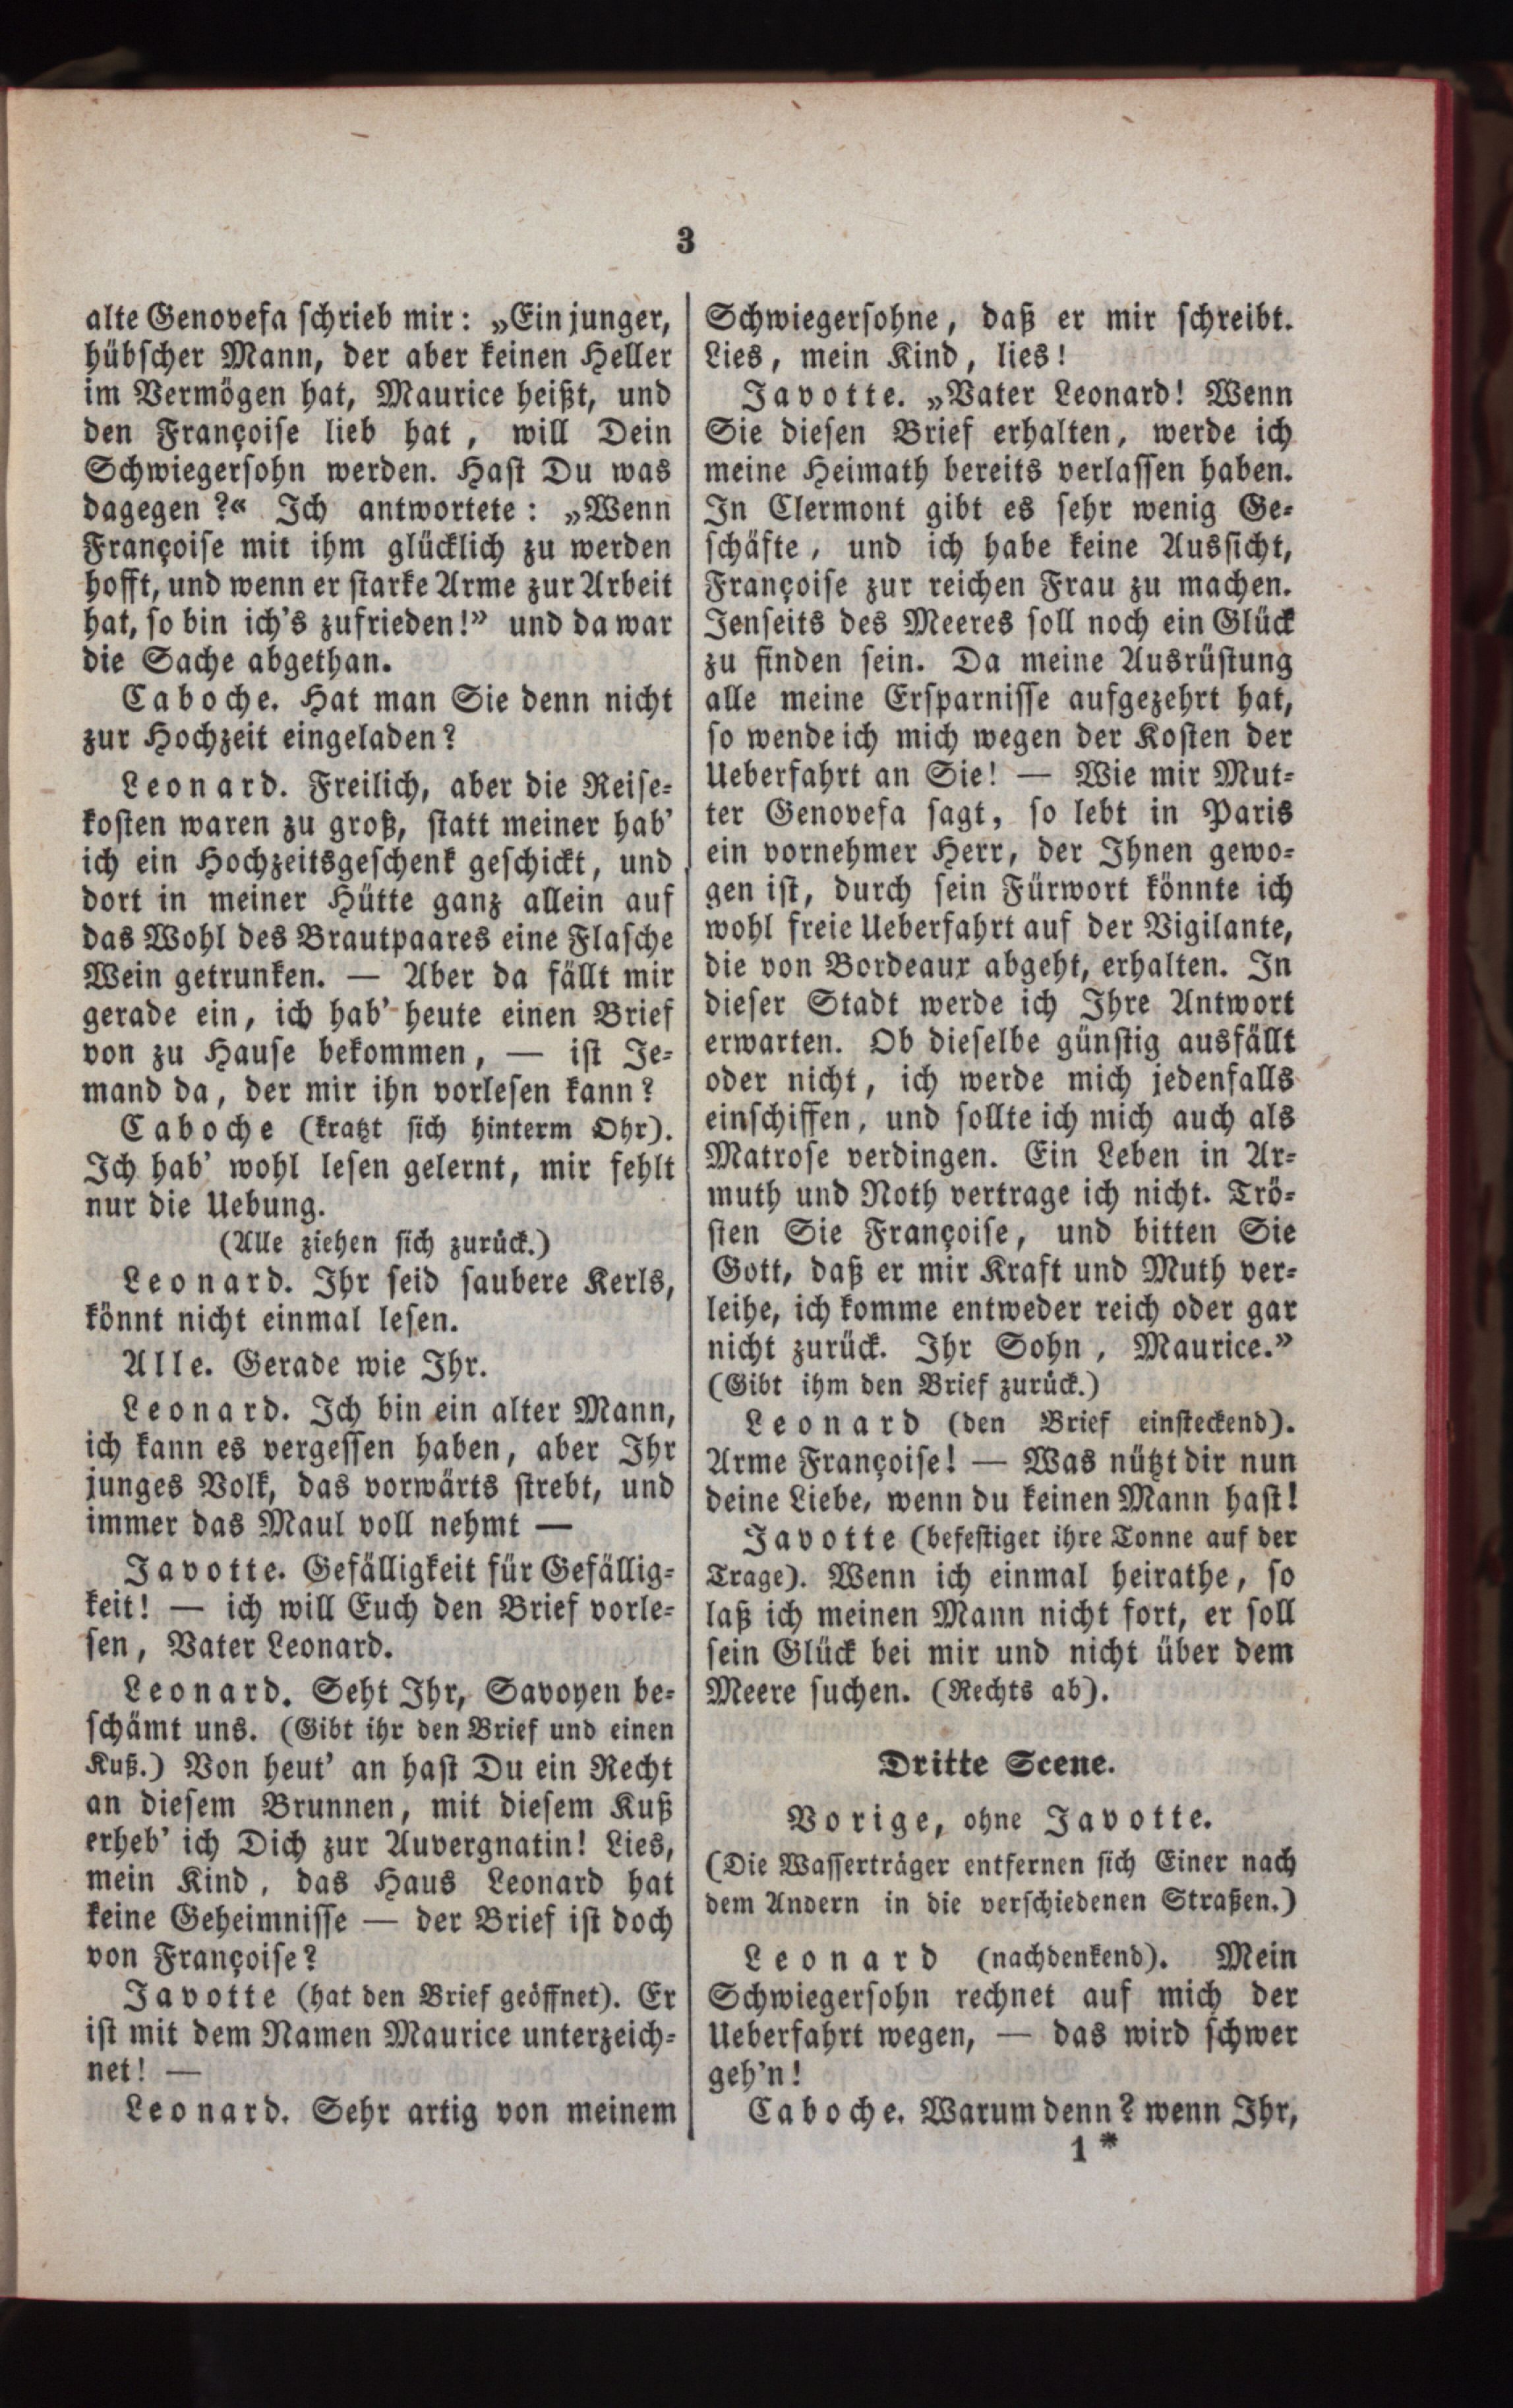 3
alte Genovefa schrieb mir: »Ein junger,
hübscher Mann, der aber keinen Heller
im Vermögen hat, Maurice heißt, und
den Françoise lieb hat, will Dein
Schwiegersohn werden. Hast Du was
dagegen?« Ich antwortete: »Wenn
Françoise mit ihm glücklich zu werden
hofft, und wenn er starke Arme zur Arbeit
hat, so bin ich's zufrieden!» und da war
die Sache abgethan.
Caboche. Hat man Sie denn nicht
zur Hochzeit eingeladen?
Leonard. Freilich, aber die Reise-
kosten waren zu groß, statt meiner hab'
ich ein Hochzeitsgeschenk geschickt, und
dort in meiner Hütte ganz allein auf
das Wohl des Brautpaares eine Flasche
Wein getrunken. — Aber da fällt mir
gerade ein, ich hab' heute einen Brief
von zu Hause bekommen, — ist Je-
mand da, der mir ihn vorlesen kann?
Caboche (kratzt sich hinterm Ohr).
Ich hab' wohl lesen gelernt, mir fehlt
nur die Uebung.
(Alle ziehen sich zurück.)
Leonard. Ihr seid saubere Kerls,
könnt nicht einmal lesen.
Alle. Gerade wie Ihr.
Leonard. Ich bin ein alter Mann,
ich kann es vergessen haben, aber Ihr
junges Volk, das vorwärts strebt, und
immer das Maul voll nehmt —
Javotte. Gefälligkeit für Gefällig-
keit! — ich will Euch den Brief vorle-
sen, Vater Leonard.
Leonard. Seht Ihr, Savoyen be-
schämt uns. (Gibt ihr den Brief und einen
Kuß.) Von heut' an hast Du ein Recht
an diesem Brunnen, mit diesem Kuß
erheb' ich Dich zur Auvergnatin! Lies,
mein Kind, das Haus Leonard hat
keine Geheimnisse — der Brief ist doch
von Françoise?
Javotte (hat den Brief geöffnet). Er
ist mit dem Namen Maurice unterzeich-
net! —
Leonard. Sehr artig von meinem
Schwiegersohne, daß er mir schreibt.
Lies, mein Kind, lies!
Javotte. »Vater Leonard! Wenn
Sie diesen Brief erhalten, werde ich
meine Heimath bereits verlassen haben.
In Clermont gibt es sehr wenig Ge-
schäfte, und ich habe keine Aussicht,
Françoise zur reichen Frau zu machen.
Jenseits des Meeres soll noch ein Glück
zu finden sein. Da meine Ausrüstung
alle meine Ersparnisse aufgezehrt hat,
so wende ich mich wegen der Kosten der
Ueberfahrt an Sie! — Wie mir Mut-
ter Genovefa sagt, so lebt in Paris
ein vornehmer Herr, der Ihnen gewo-
gen ist, durch sein Fürwort könnte ich
wohl freie Ueberfahrt auf der Vigilante,
die von Bordeaux abgeht, erhalten. In
dieser Stadt werde ich Ihre Antwort
erwarten. Ob dieselbe günstig ausfällt
oder nicht, ich werde mich jedenfalls
einschiffen, und sollte ich mich auch als
Matrose verdingen. Ein Leben in Ar-
muth und Noth vertrage ich nicht. Trö-
sten Sie Françoise, und bitten Sie
Gott, daß er mir Kraft und Muth ver-
leihe, ich komme entweder reich oder gar
nicht zurück. Ihr Sohn, Maurice.»
(Gibt ihm den Brief zurück.)
Leonard (den Brief einsteckend).
Arme Françoise! — Was nützt dir nun
deine Liebe, wenn du keinen Mann hast!
Javotte (befestiget ihre Tonne auf der
Trage). Wenn ich einmal heirathe, so
laß ich meinen Mann nicht fort, er soll
sein Glück bei mir und nicht über dem
Meere suchen. (Rechts ab).
Dritte Scene.
Vorige, ohne Javotte.
(Die Wasserträger entfernen sich Einer nach
dem Andern in die verschiedenen Straßen.)
Leonard (nachdenkend). Mein
Schwiegersohn rechnet auf mich der
Ueberfahrt wegen, — das wird schwer
geh'n!
Caboche. Warum denn? wenn Ihr,
1*